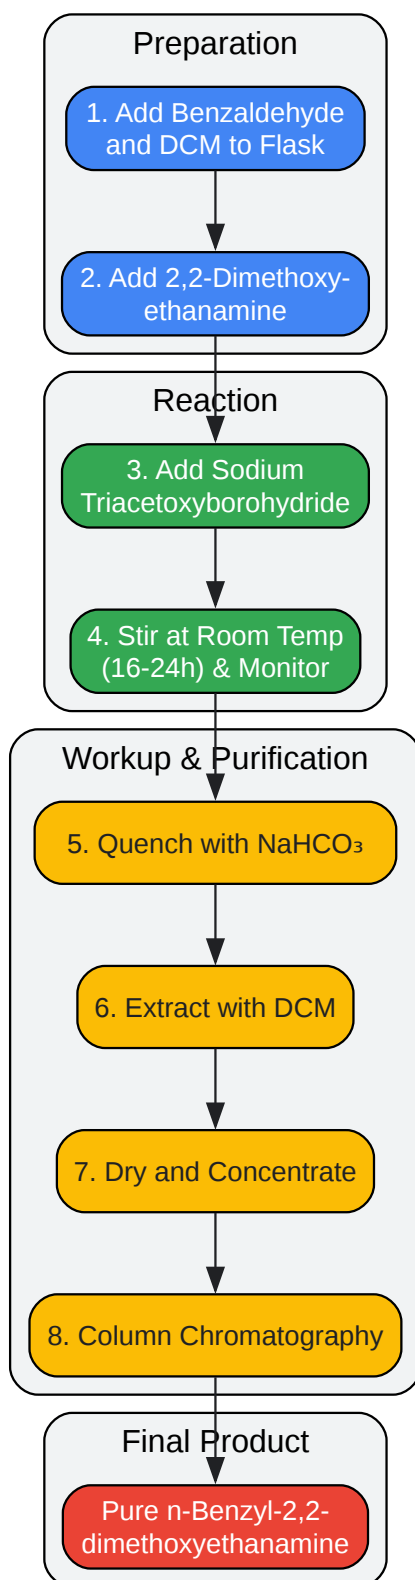 Preparation
1. Add Benzaldehyde
and DCM to Flask
2. Add 2,2-Dimethoxy-
ethanamine
Reaction
3. Add Sodium
Triacetoxyborohydride
4. Stir at Room Temp
(16-24h) & Monitor
Workup & Purification
5. Quench with NaHCO₃
6. Extract with DCM
7. Dry and Concentrate
8. Column Chromatography
Final Product
Pure n-Benzyl-2,2-
dimethoxyethanamine